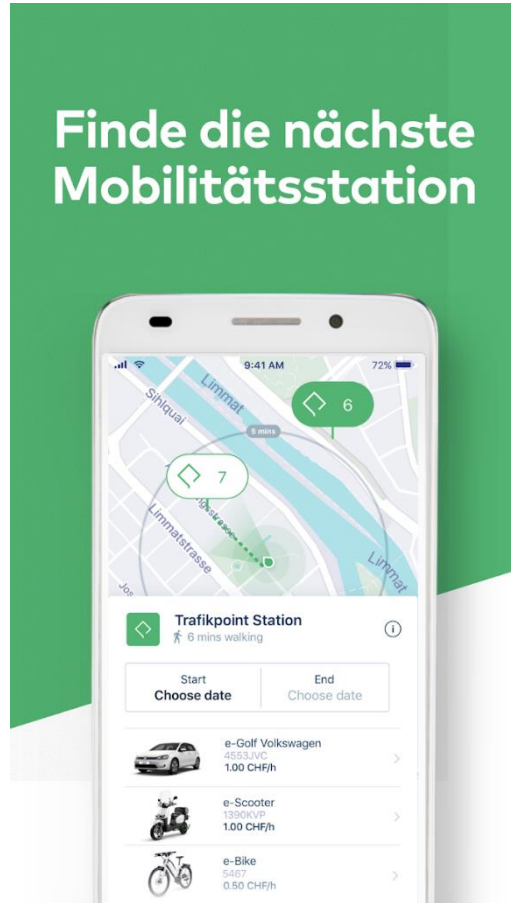 Finde die nächste
Mobilitätsstation
9:41 AM
72%
Limmat
Sihlquai
6
5 mins
7
Limmatstrasse
Limmat
Trafikpoint Station
6 mins walking
Start
Choose date
End
Choose date
e-Golf Volkswagen
4553JVC
1.00 CHF/h
e-Scooter
1390KVP
1.00 CHF/h
e-Bike
5467
0.50 CHF/h